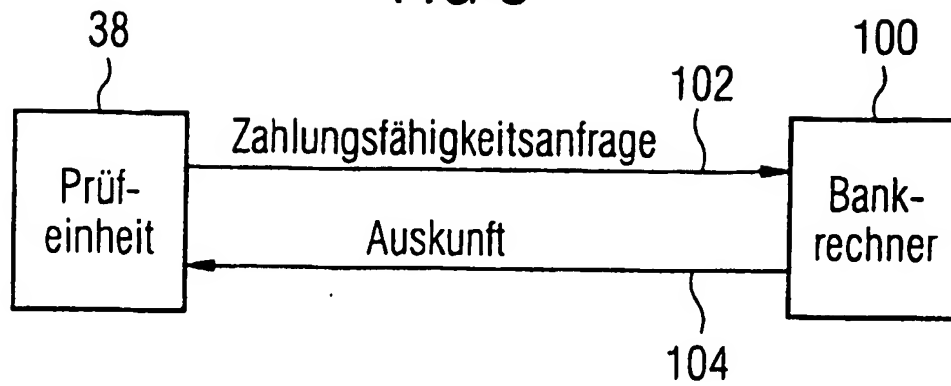 38
100
102
Zahlungsfähigkeitsanfrage
Prüf-
einheit
Bank-
rechner
Auskunft
104